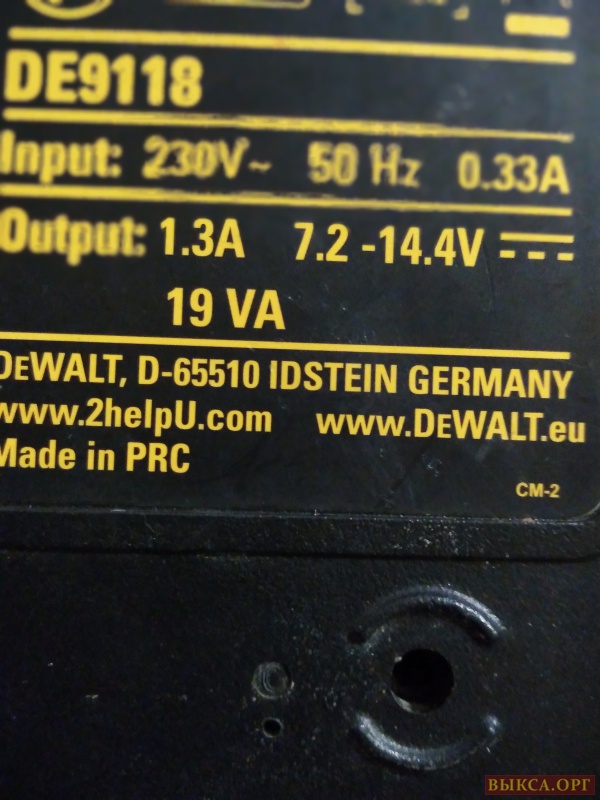 DE9118
Input: 230V~ 50 Hz 0.33A
Output: 1.3A 7.2 -14.4V
19 VA
DEWALT, D-65510 IDSTEIN GERMANY
www.2helpU.com www.DEWALT.eu
Made in PRC
CM-2
ВЫКСА.ОРГ